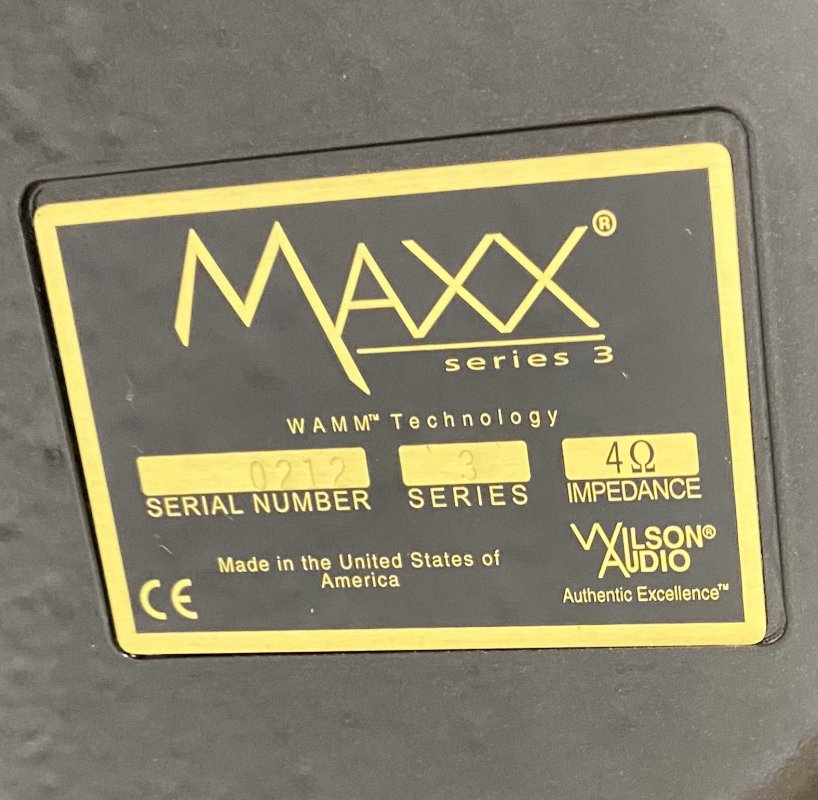 MAXX®
series 3
WAMM™ Technology
0212 3 4Ω
SERIAL NUMBER SERIES IMPEDANCE
Made in the United States of
America
CE
WILSON®
AUDIO
Authentic Excellence™